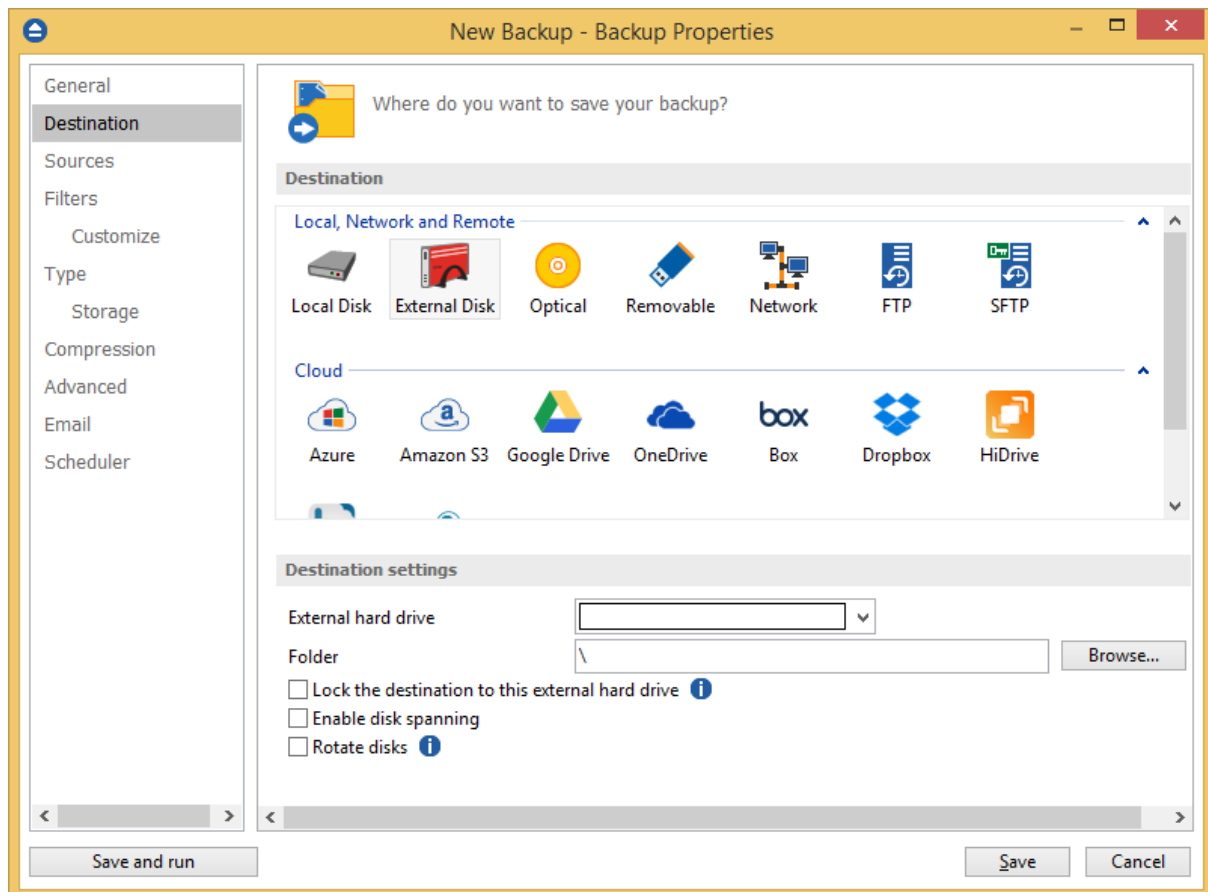 New Backup - Backup Properties
General
Destination
Sources
Filters
Customize
Type
Storage
Compression
Advanced
Email
Scheduler
Where do you want to save your backup?
Destination
Local, Network and Remote
Local Disk External Disk Optical Removable Network FTP SFTP
Cloud
a box
Azure Amazon S3 Google Drive OneDrive Box Dropbox HiDrive
Destination settings
External hard drive
Folder \ Browse...
Lock the destination to this external hard drive i
Enable disk spanning
Rotate disks i
Save and run Save Cancel